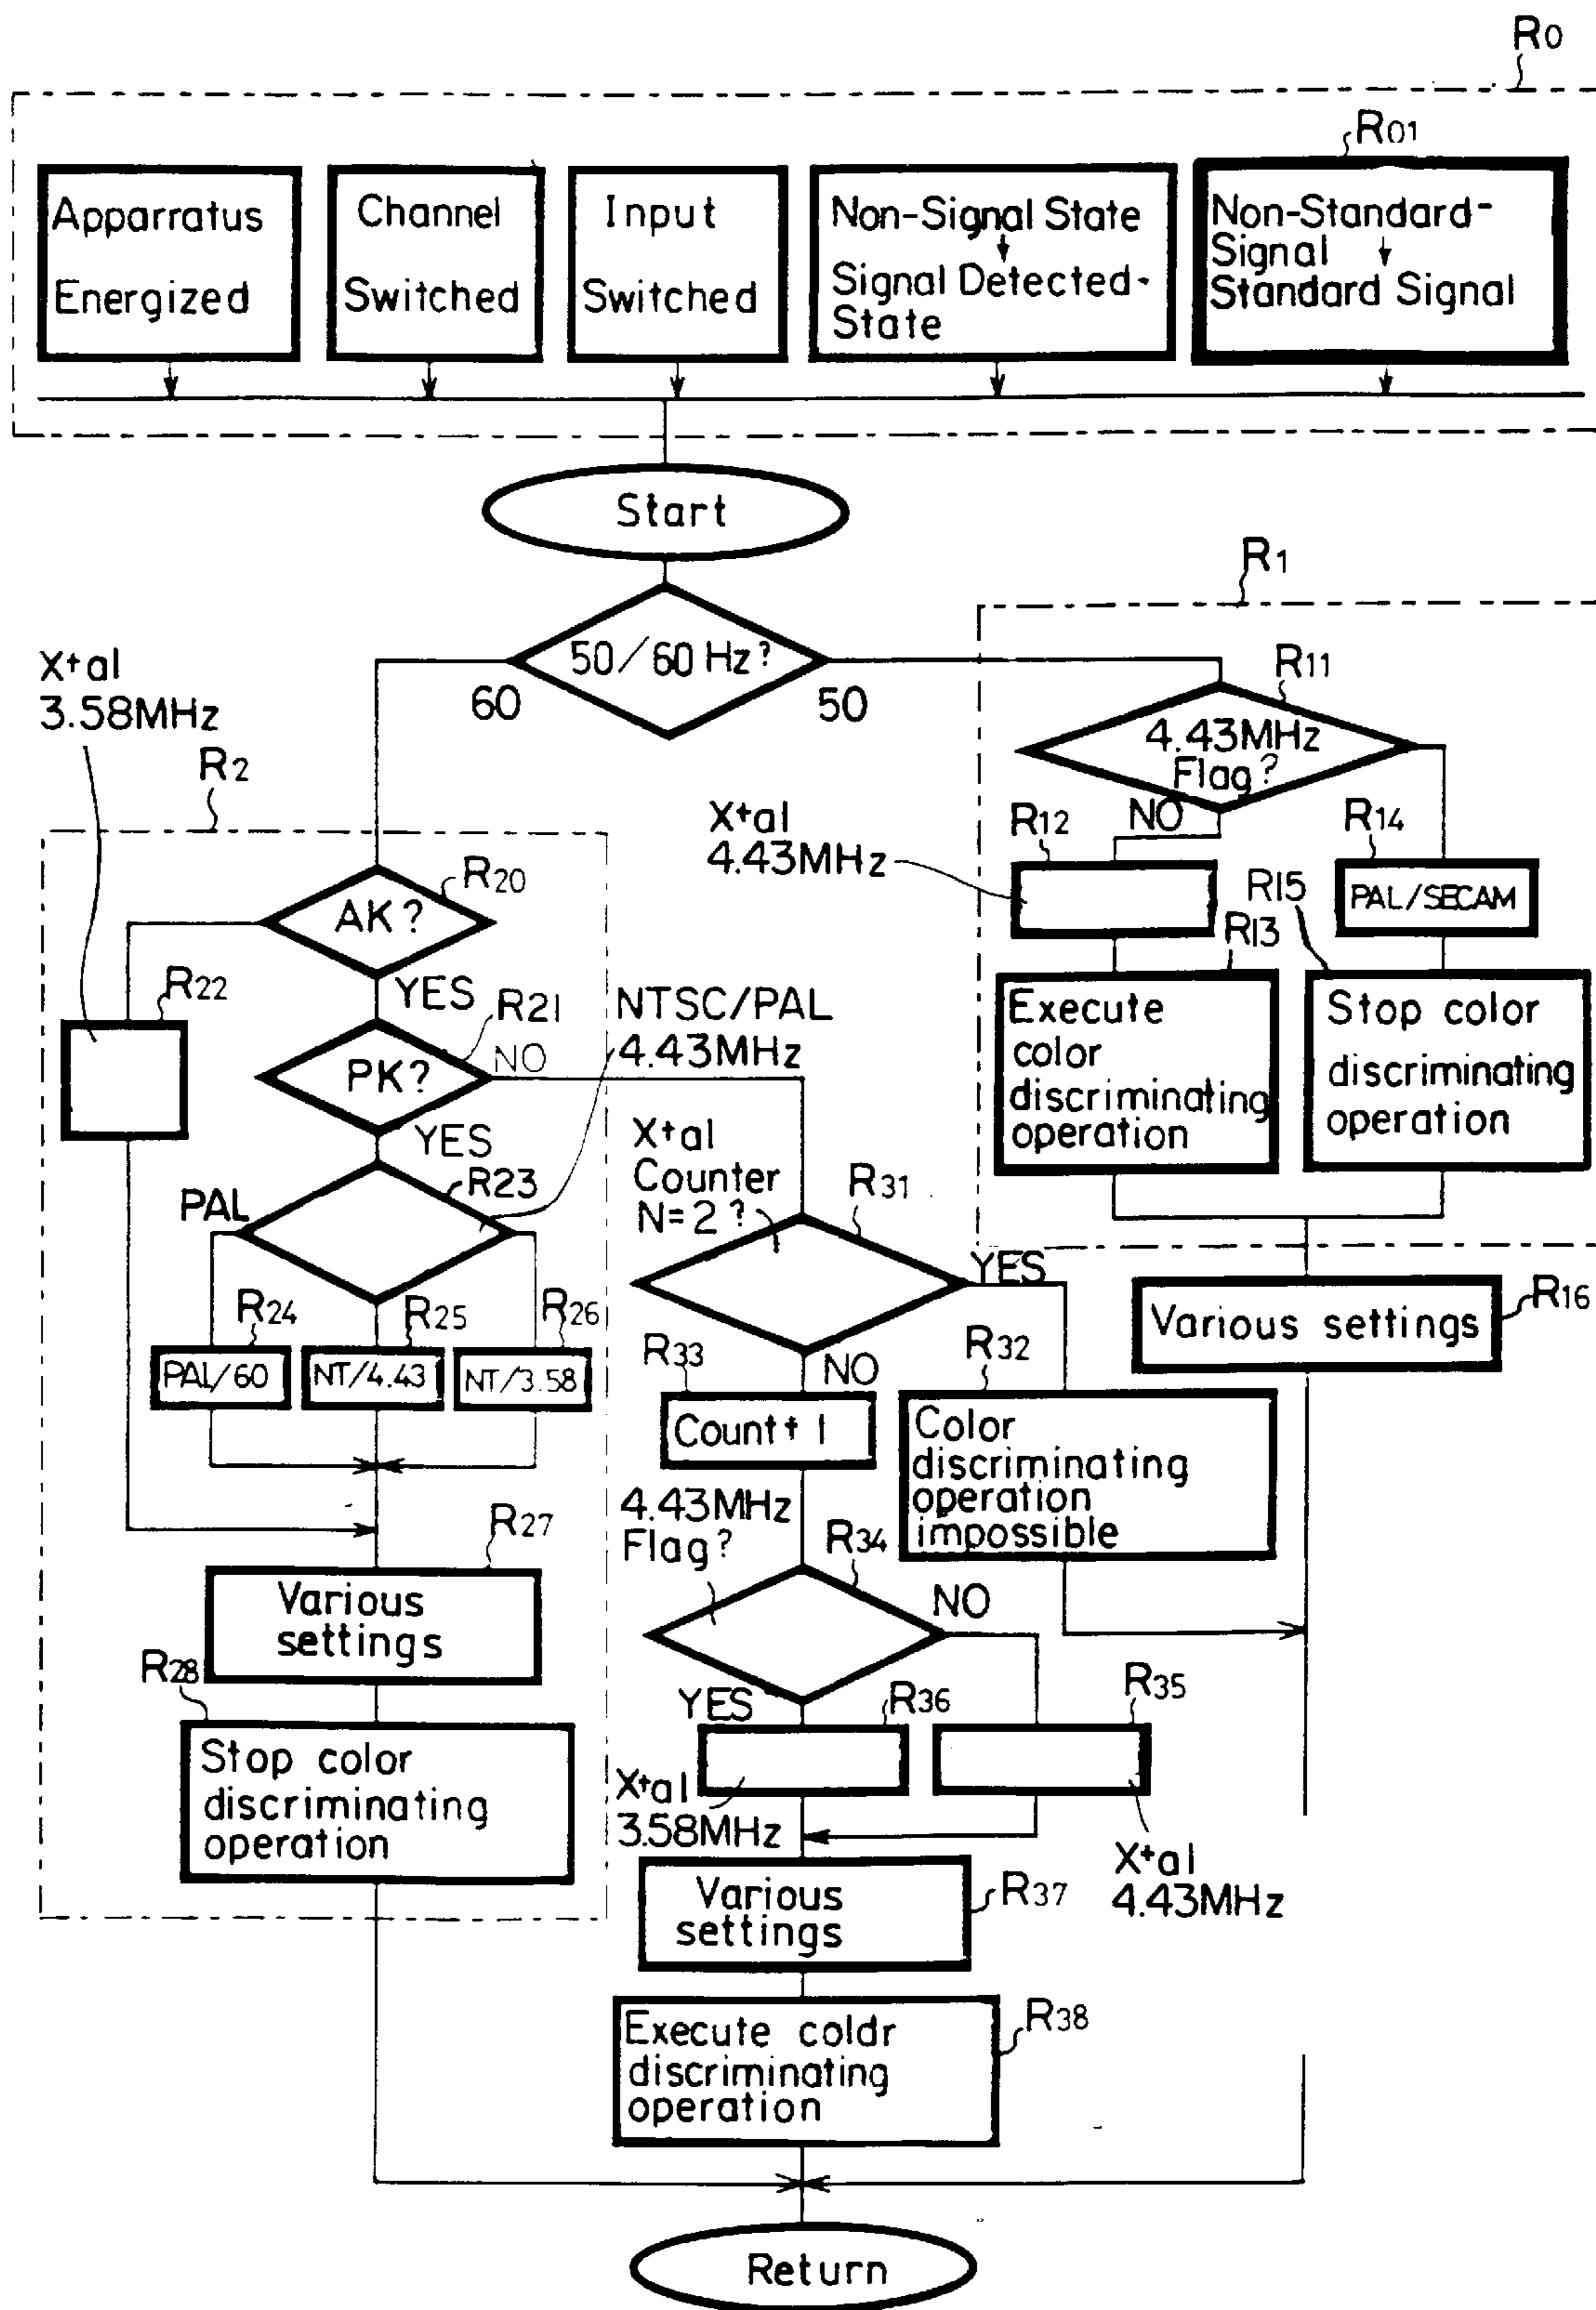 R0
R01
Apparratus
Energized
Channel
Switched
Input
Switched
Non-Signal State
Signal Detected-
State
Non-Standard-
Signal
Standard Signal
Start
R1
50/60 Hz?
60
50
X+al
3.58MHz
R2
R11
4.43MHz
Flag?
NO
X+al
4.43MHz
R12
R14
PAL/SECAM
R15
R13
R20
AK?
YES
R22
R21
NO
NTSC/PAL
4.43MHz
PK?
YES
Execute
color
discriminating
operation
Stop color
discriminating
operation
X+al
Counter
N=2?
R31
PAL
R23
YES
R24
R25
R26
PAL/60
NT/4.43
NT/3.58
R33
NO
R32
Various settings
R16
Count+1
Color
discriminating
operation
impossible
4.43MHz
Flag?
R34
NO
R27
Various
settings
R28
YES
R36
R35
Stop color
discriminating
operation
X+al
3.58MHz
X+al
4.43MHz
Various
settings
R37
Execute coldr
discriminating
operation
R38
Return